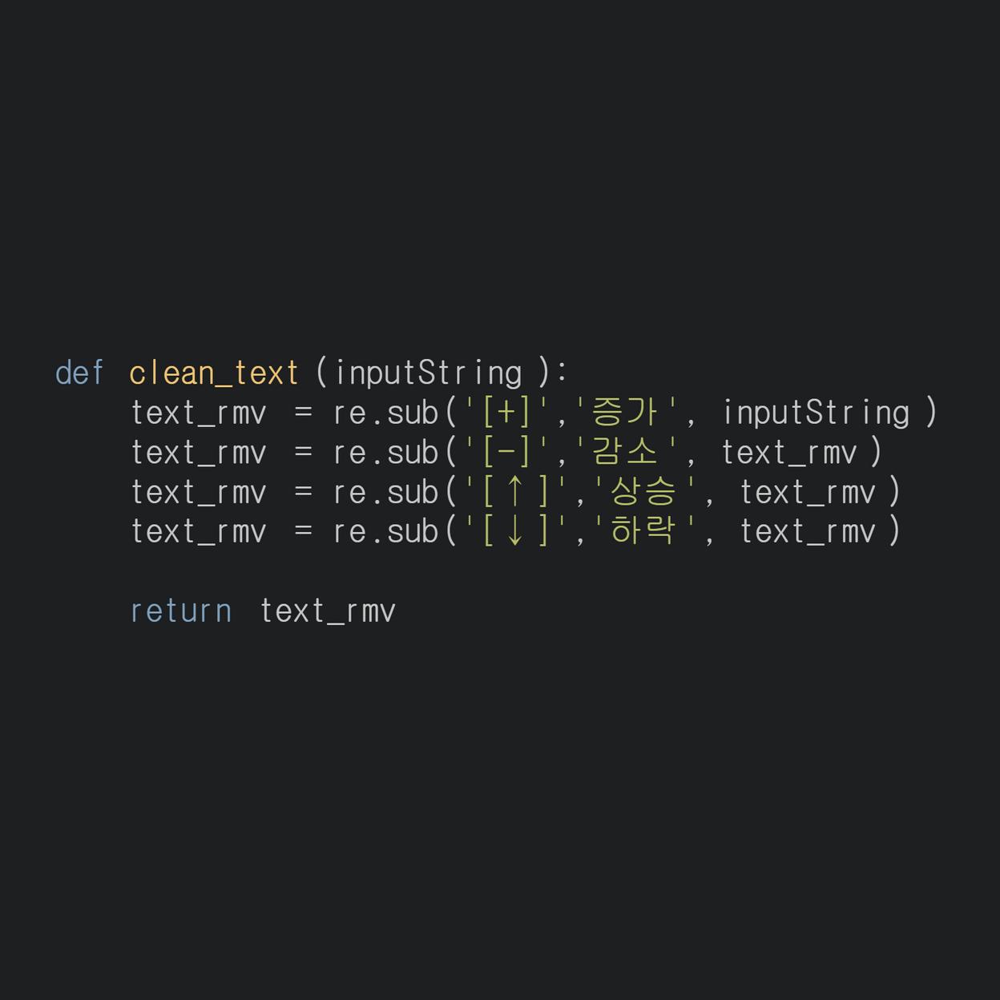 def clean_text(inputString):
    text_rmv = re.sub('[+]','증가', inputString)
    text_rmv = re.sub('[-]','감소', text_rmv)
    text_rmv = re.sub('[↑]','상승', text_rmv)
    text_rmv = re.sub('[↓]','하락', text_rmv)

    return text_rmv